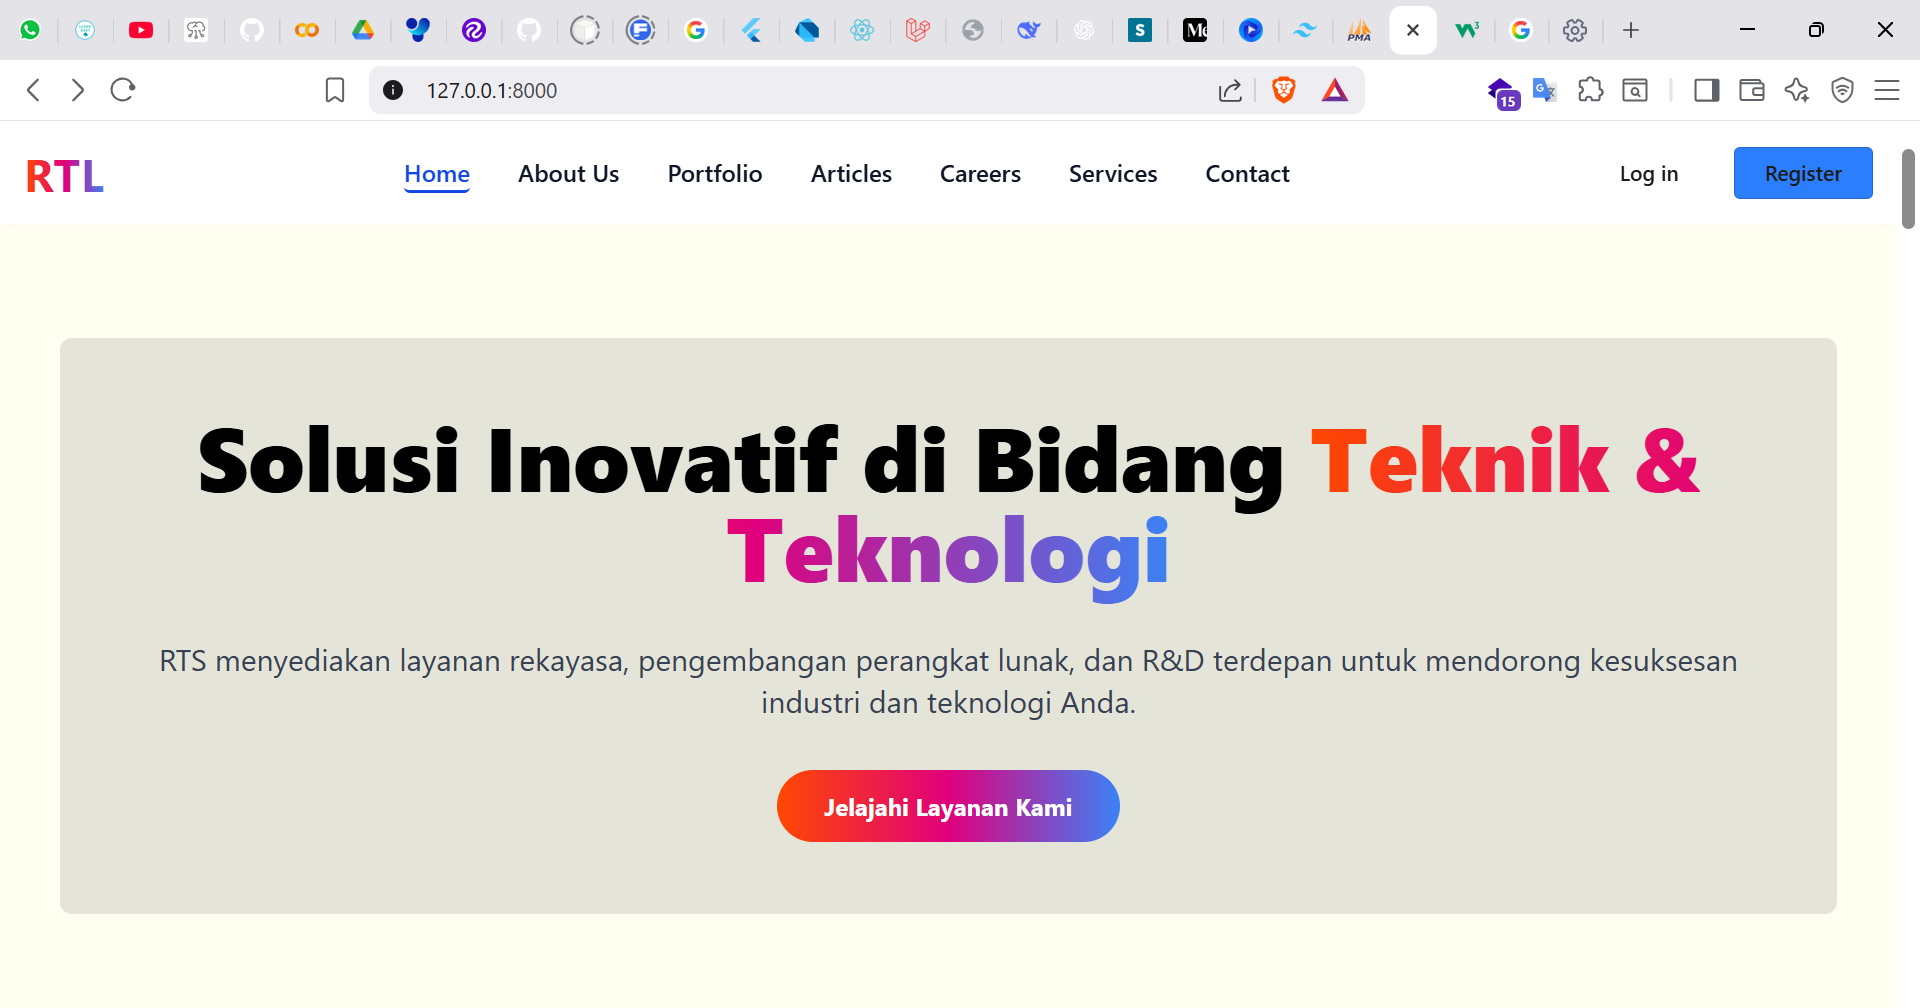 PMA
127.0.0.1:8000
15
RTL
Home
About Us
Portfolio
Articles
Careers
Services
Contact
Log in
Register
Solusi Inovatif di Bidang Teknik &
Teknologi
RTS menyediakan layanan rekayasa, pengembangan perangkat lunak, dan R&D terdepan untuk mendorong kesuksesan
industri dan teknologi Anda.
Jelajahi Layanan Kami